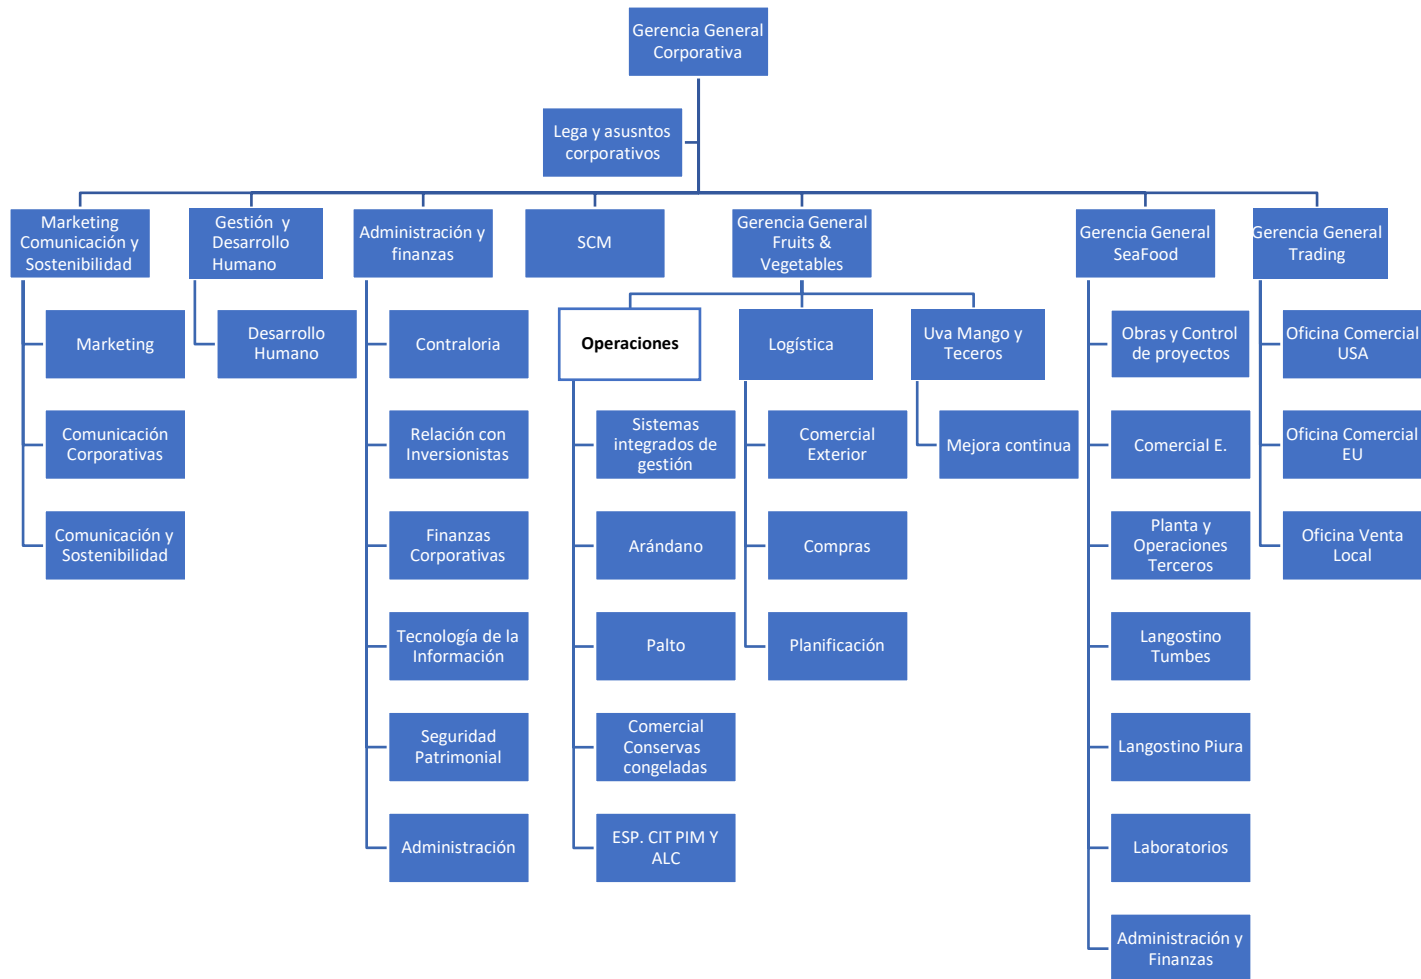 Gerencia General
Corporativa
Lega y asusntos
corporativos
Marketing
Comunicación y
Sostenibilidad
Gestión y
Desarrollo
Humano
Administración y
finanzas
SCM
Gerencia General
Fruits &
Vegetables
Gerencia General
SeaFood
Gerencia General
Trading
Marketing
Comunicación
Corporativas
Comunicación y
Sostenibilidad
Desarrollo
Humano
Contraloria
Relación con
Inversionistas
Finanzas
Corporativas
Tecnología de la
Información
Seguridad
Patrimonial
Administración
Operaciones
Sistemas
integrados de
gestión
Arándano
Palto
Comercial
Conservas
congeladas
ESP. CIT PIM Y
ALC
Logística
Comercial
Exterior
Compras
Planificación
Uva Mango y
Teceros
Mejora continua
Obras y Control
de proyectos
Comercial E.
Planta y
Operaciones
Terceros
Langostino
Tumbes
Langostino Piura
Laboratorios
Administración y
Finanzas
Oficina Comercial
USA
Oficina Comercial
EU
Oficina Venta
Local